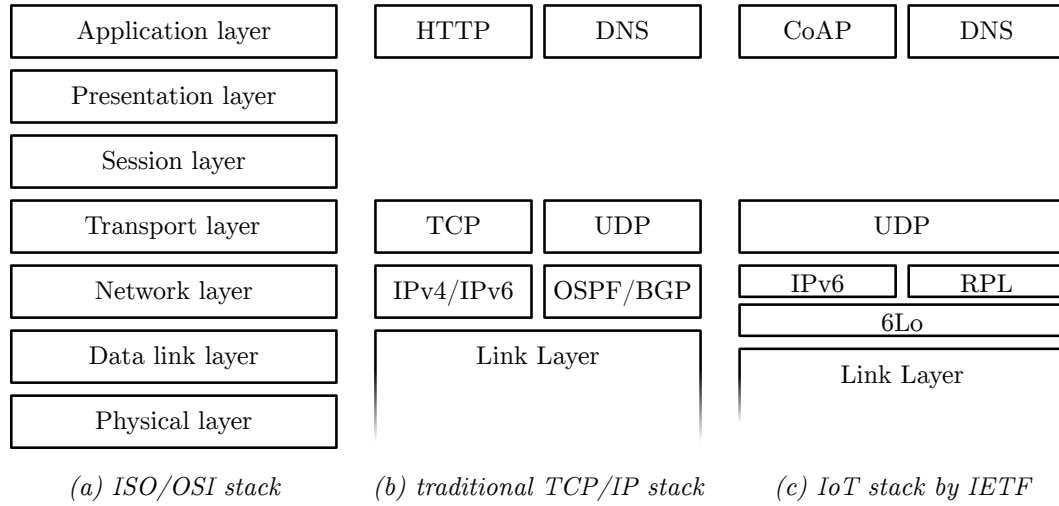 Application layer
HTTP
DNS
CoAP
DNS
Presentation layer
Session layer
Transport layer
TCP
UDP
UDP
Network layer
IPv4/IPv6
OSPF/BGP
IPv6
RPL
6Lo
Data link layer
Link Layer
Link Layer
Physical layer
(a) ISO/OSI stack
(b) traditional TCP/IP stack
(c) IoT stack by IETF